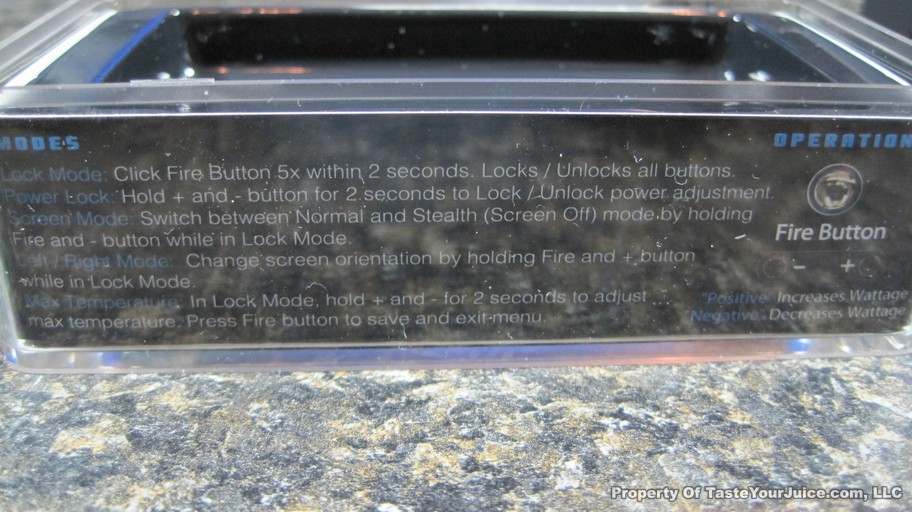 MODES
Lock Mode: Click Fire Button 5x within 2 seconds. Locks / Unlocks all buttons.
Power Lock: Hold + and - button for 2 seconds to Lock / Unlock power adjustment.
Screen Mode: Switch between Normal and Stealth (Screen Off) mode by holding
Fire and - button while in Lock Mode.
Left / Right Mode: Change screen orientation by holding Fire and + button
while in Lock Mode.
Max Temperature: In Lock Mode, hold + and - for 2 seconds to adjust
max temperature. Press Fire button to save and exit menu.
OPERATION
Fire Button
- +
"Positive" Increases Wattage
"Negative" Decreases Wattage
Property Of TasteYourJuice.com, LLC